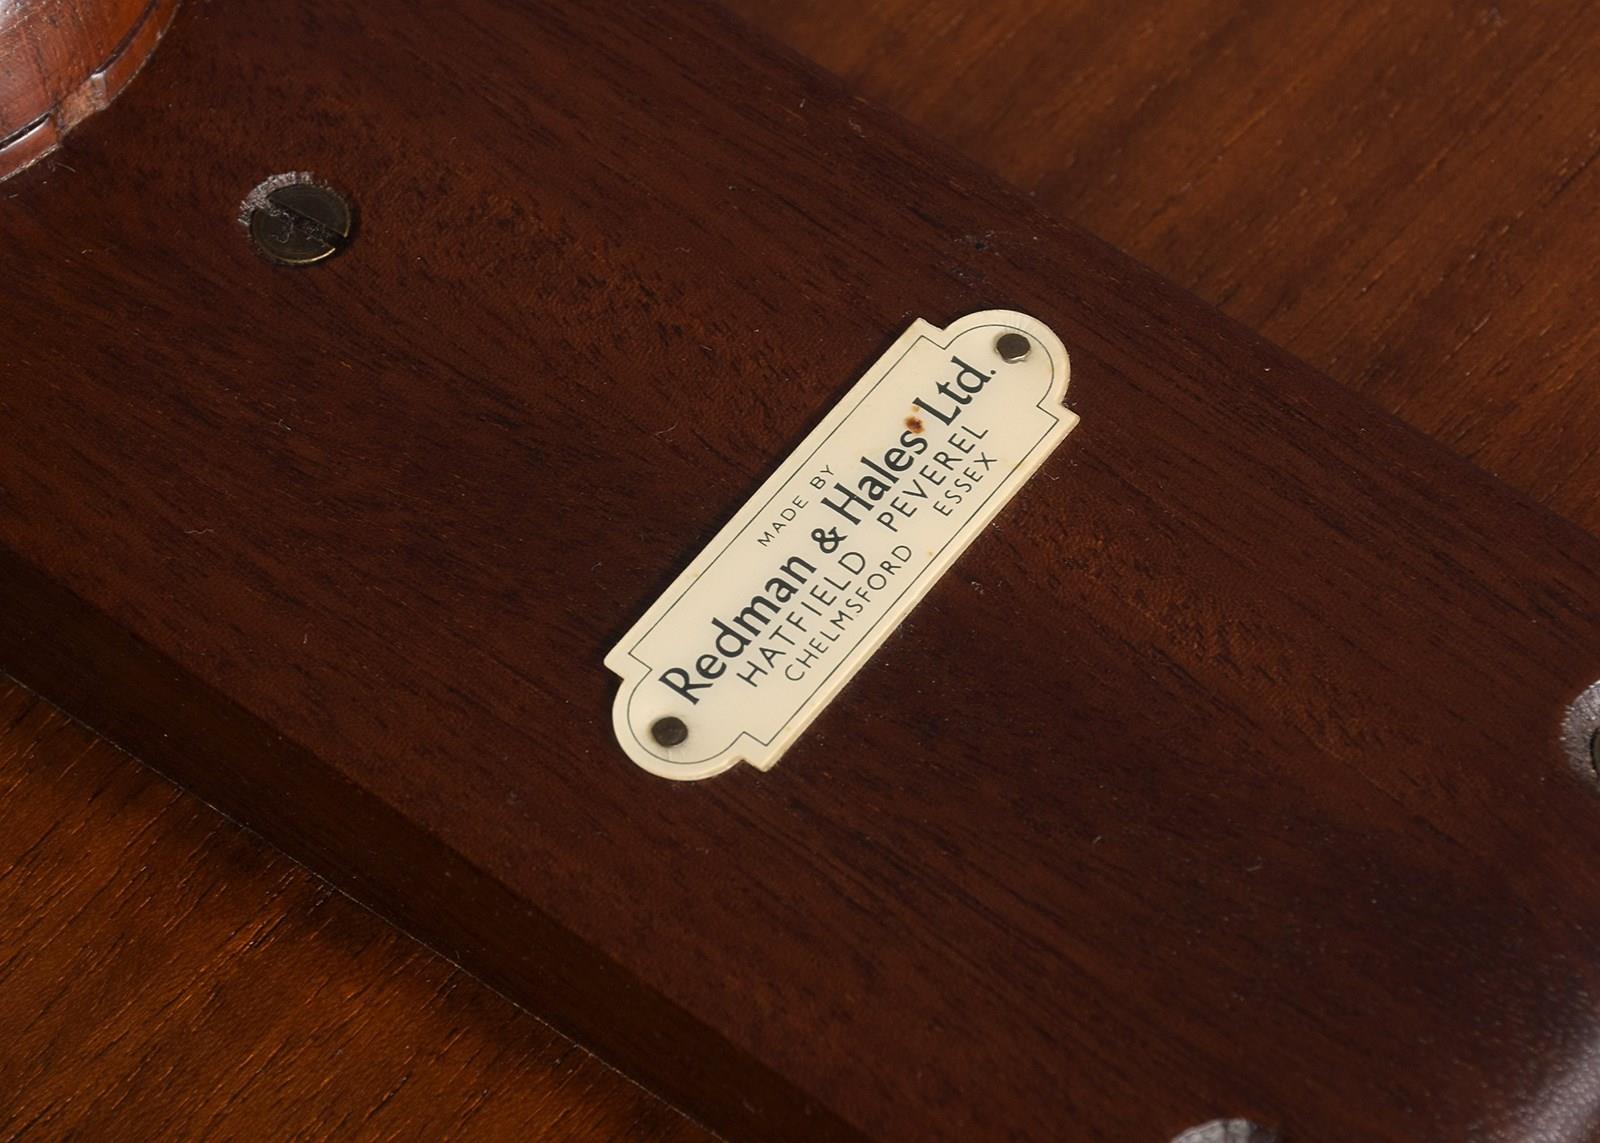 MADE BY
Redman & Hales Ltd.
HATFIELD PEVEREL
CHELMSFORD ESSEX